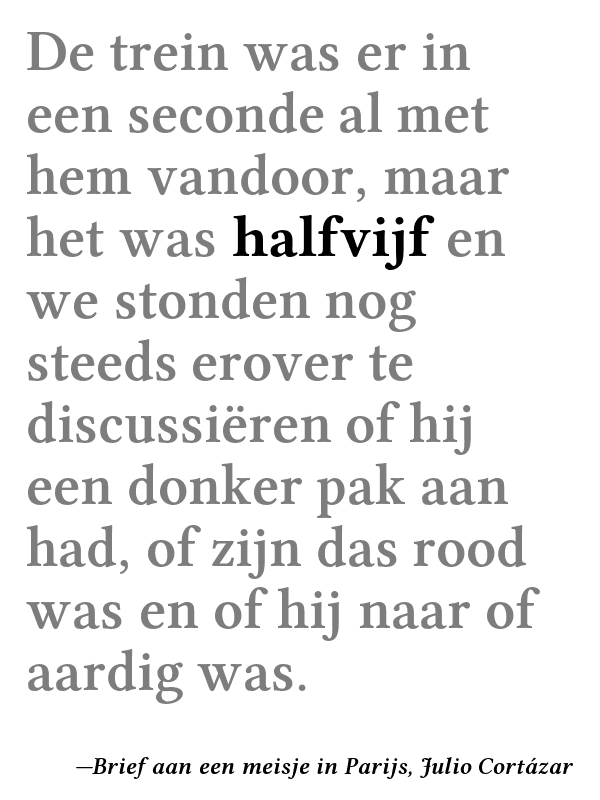 De trein was er in
een seconde al met
hem vandoor, maar
het was halfvijf en
we stonden nog
steeds erover te
discussiëren of hij
een donker pak aan
had, of zijn das rood
was en of hij naar of
aardig was.
—Brief aan een meisje in Parijs, Julio Cortázar